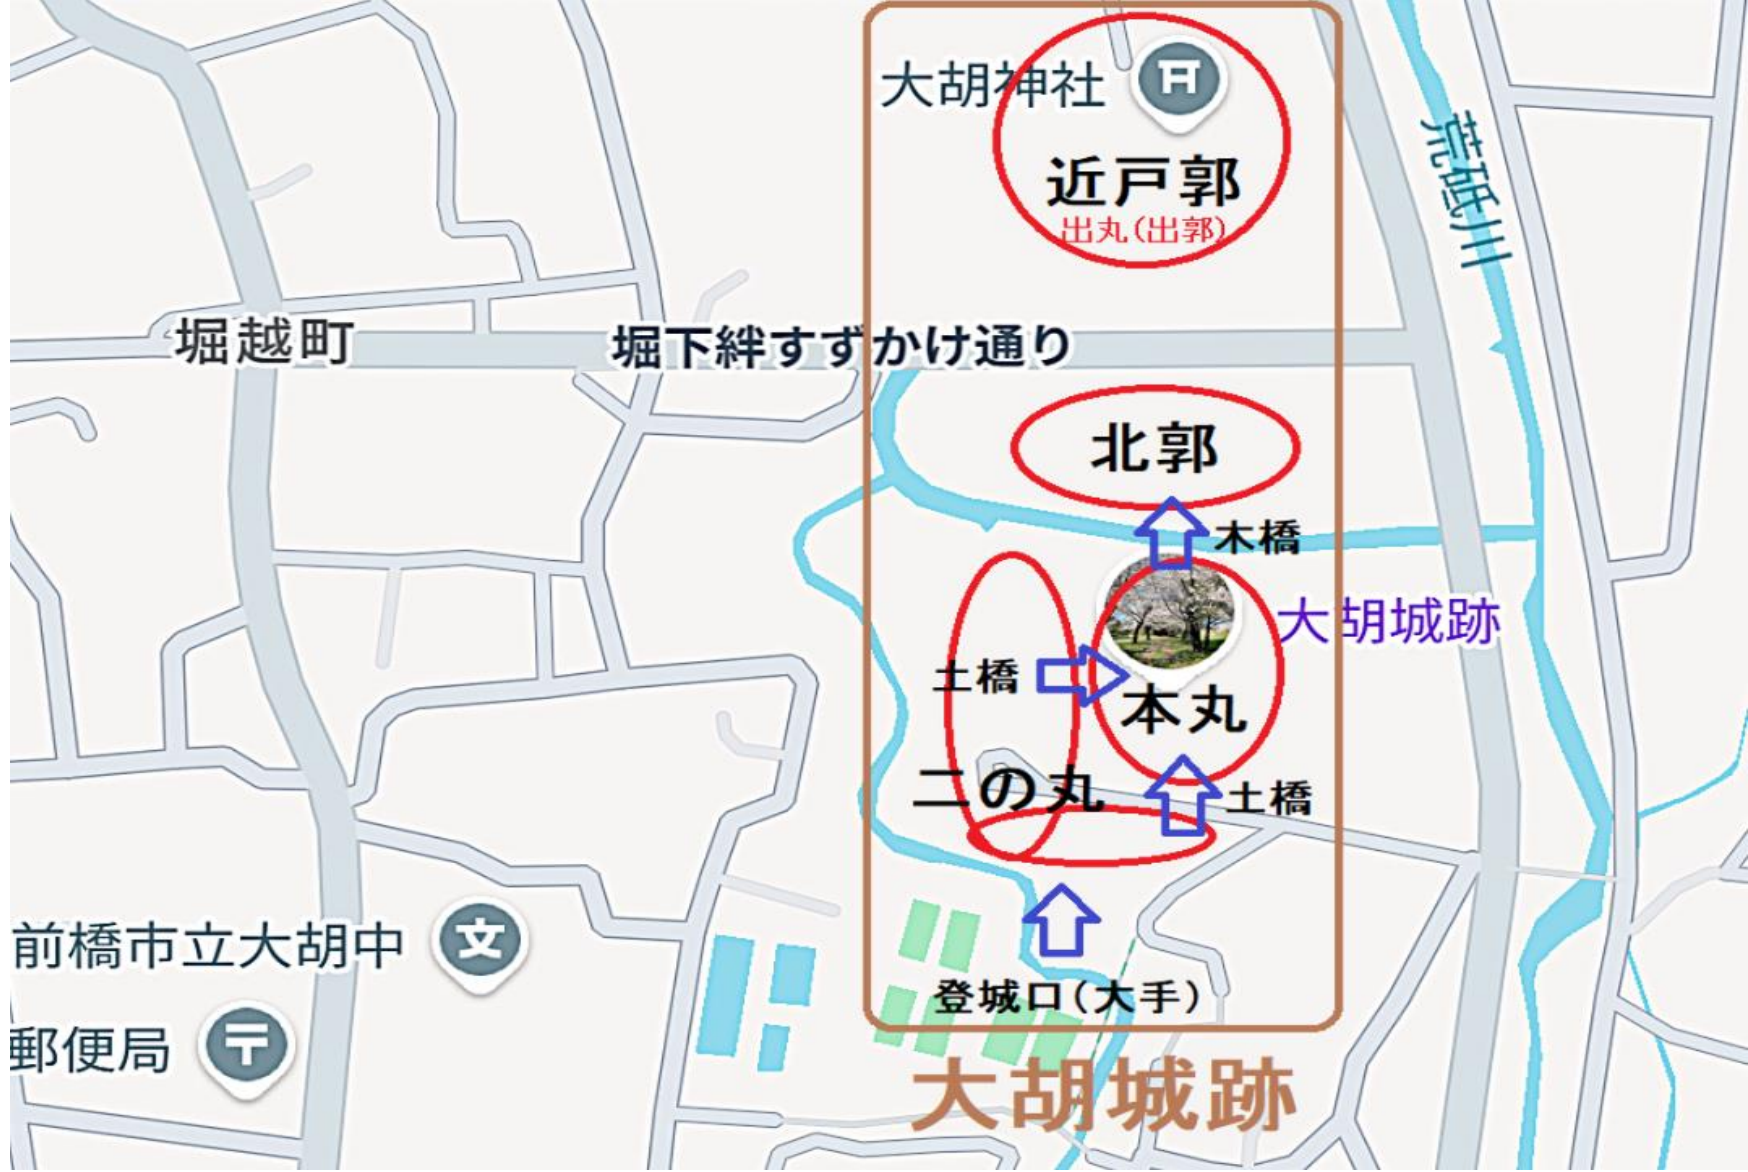 大胡神社
近戸郭
出丸(出郭)
荒砥川
堀越町
堀下絆すずかけ通り
北郭
木橋
大胡城跡
土橋
本丸
二の丸
土橋
前橋市立大胡中
文
登城口(大手)
郵便局
大胡城跡